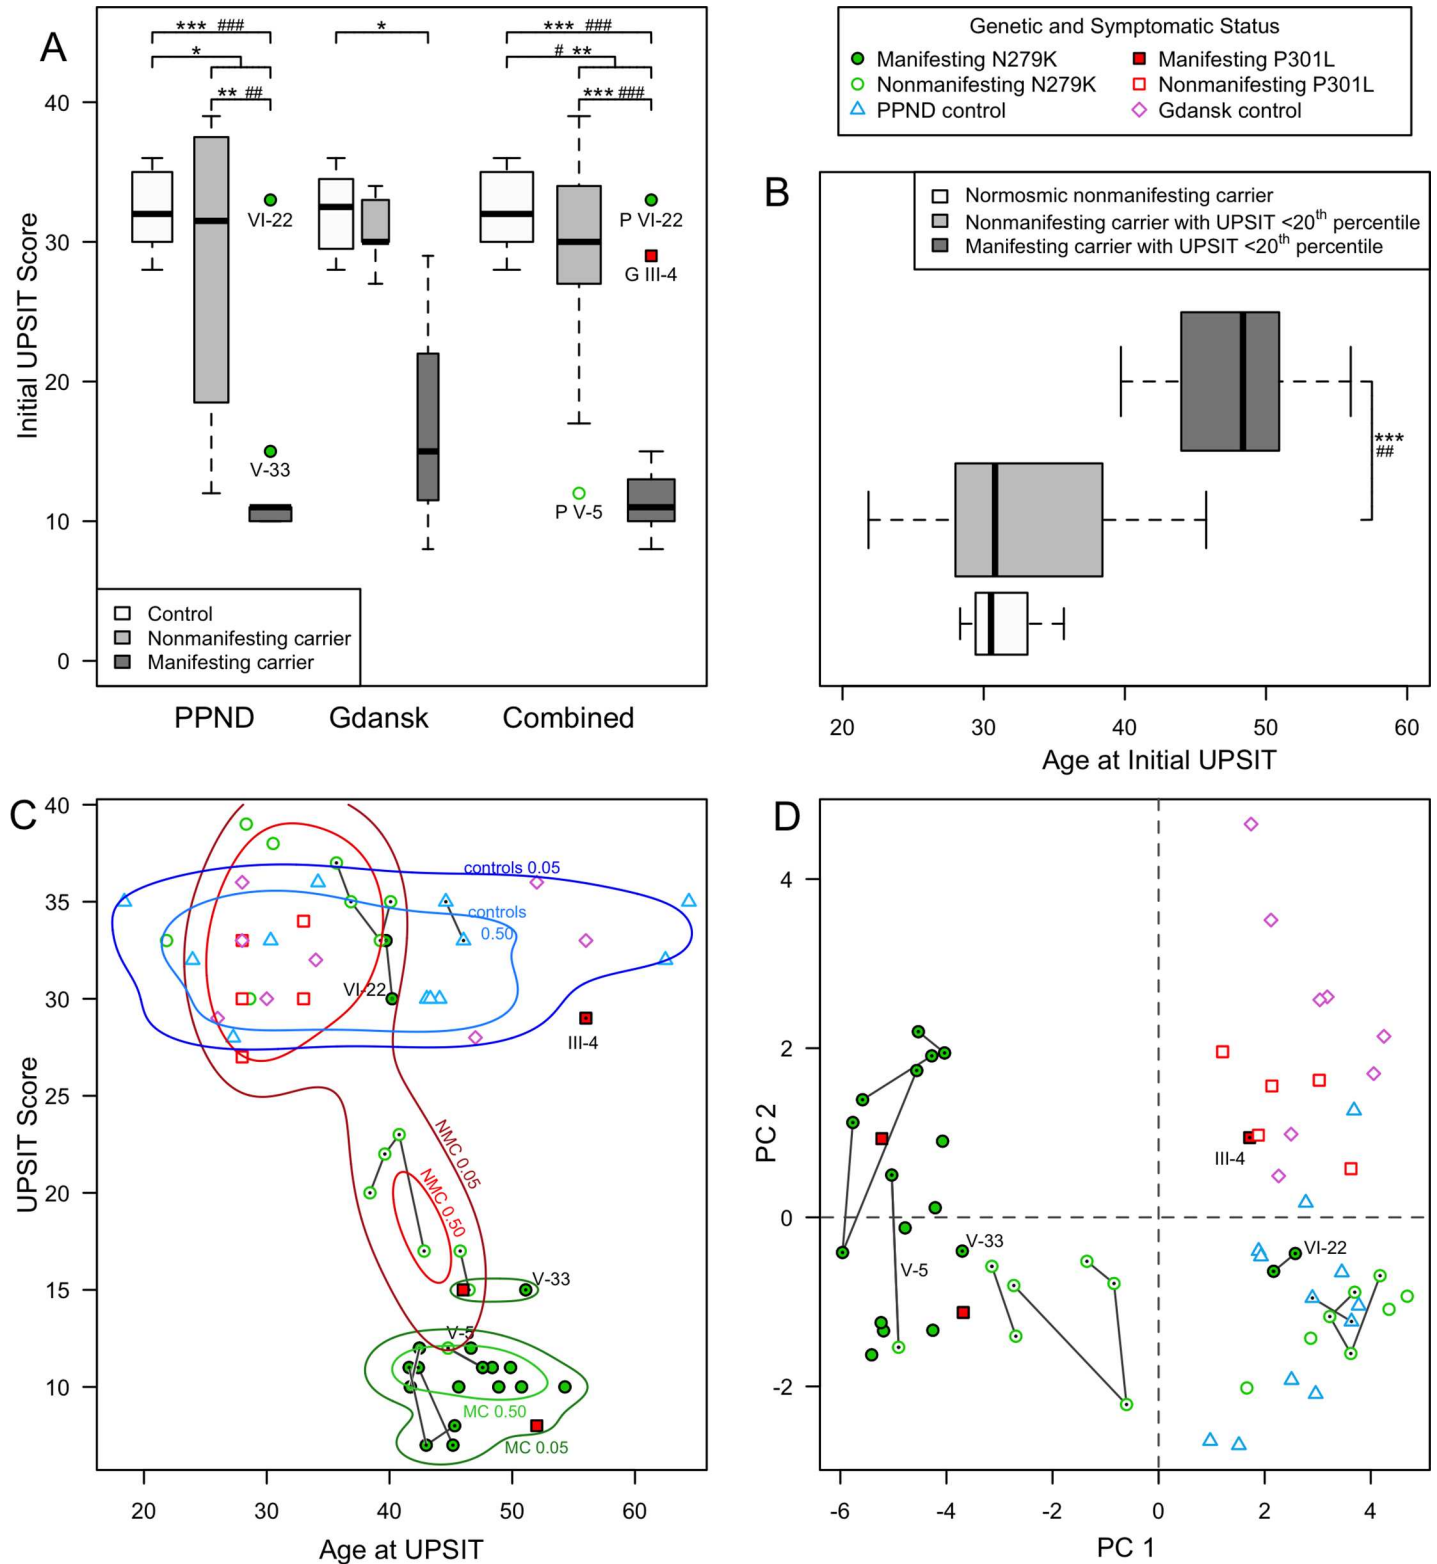 A
*** ###
*
** ##
*
*** ###
# **
*** ###
Initial UPSIT Score
40
30
20
10
0
VI-22
V-33
P VI-22
G III-4
P V-5
Control
Nonmanifesting carrier
Manifesting carrier
PPND Gdansk Combined
Genetic and Symptomatic Status
Manifesting N279K Manifesting P301L
Nonmanifesting N279K Nonmanifesting P301L
PPND control Gdansk control
B
Normosmic nonmanifesting carrier
Nonmanifesting carrier with UPSIT <20th percentile
Manifesting carrier with UPSIT <20th percentile
***
##
20 30 40 50 60
Age at Initial UPSIT
C
UPSIT Score
40
35
30
25
20
15
10
controls 0.05
controls
0.50
VI-22
III-4
NMC 0.05
NMC 0.50
V-33
V-5
MC 0.50
MC 0.05
20 30 40 50 60
Age at UPSIT
D
PC 2
4
2
0
-2
III-4
V-33
VI-22
V-5
-6 -4 -2 0 2 4
PC 1